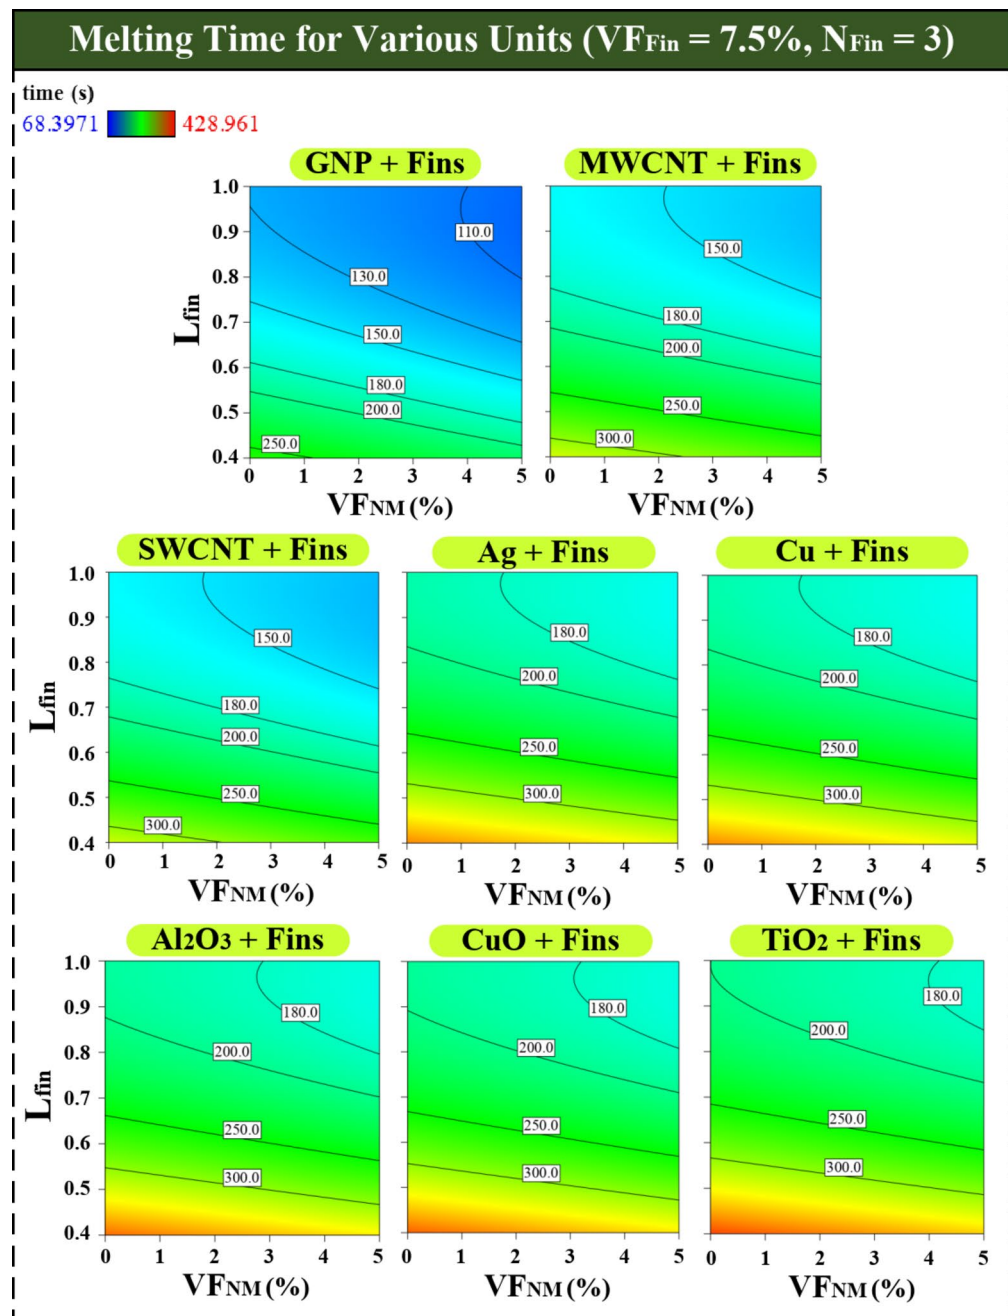 Melting Time for Various Units (VFFin = 7.5%, NFin = 3)
time (s)
68.3971 428.961
GNP + Fins MWCNT + Fins
1.0
0.9 110.0 150.0
0.8 130.0
Lfin 0.7 150.0 180.0
200.0
0.6 180.0
0.5 200.0 250.0
250.0 300.0
0.4
0 1 2 3 4 5 0 1 2 3 4 5
VFNM (%) VFNM (%)
SWCNT + Fins Ag + Fins Cu + Fins
1.0
0.9 150.0 180.0 180.0
0.8 200.0 200.0
Lfin 0.7 180.0
0.6 200.0 250.0 250.0
0.5 250.0 300.0 300.0
300.0
0.4
0 1 2 3 4 5 0 1 2 3 4 5 0 1 2 3 4 5
VFNM (%) VFNM (%) VFNM (%)
Al2O3 + Fins CuO + Fins TiO2 + Fins
1.0
0.9 180.0 180.0 180.0
0.8 200.0 200.0 200.0
Lfin 0.7
0.6 250.0 250.0 250.0
0.5 300.0 300.0 300.0
0.4
0 1 2 3 4 5 0 1 2 3 4 5 0 1 2 3 4 5
VFNM (%) VFNM (%) VFNM (%)